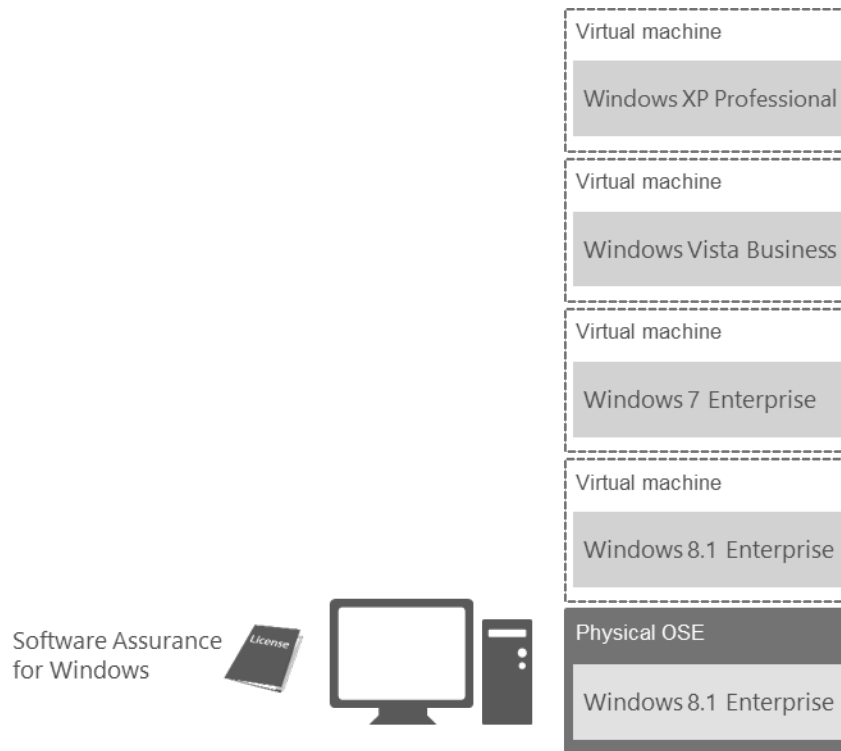 Virtual machine
Windows XP Professional
Virtual machine
Windows Vista Business
Virtual machine
Windows 7 Enterprise
Virtual machine
Windows 8.1 Enterprise
Physical OSE
Windows 8.1 Enterprise
Software Assurance
for Windows
License